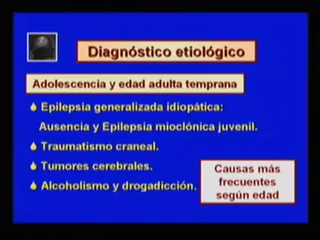 Diagnóstico etiológico
Adolescencia y edad adulta temprana
Epilepsia generalizada idiopática:
Ausencia y Epilepsia mioclónica juvenil.
Traumatismo craneal.
Tumores cerebrales.
Alcoholismo y drogadicción.
Causas más
frecuentes
según edad